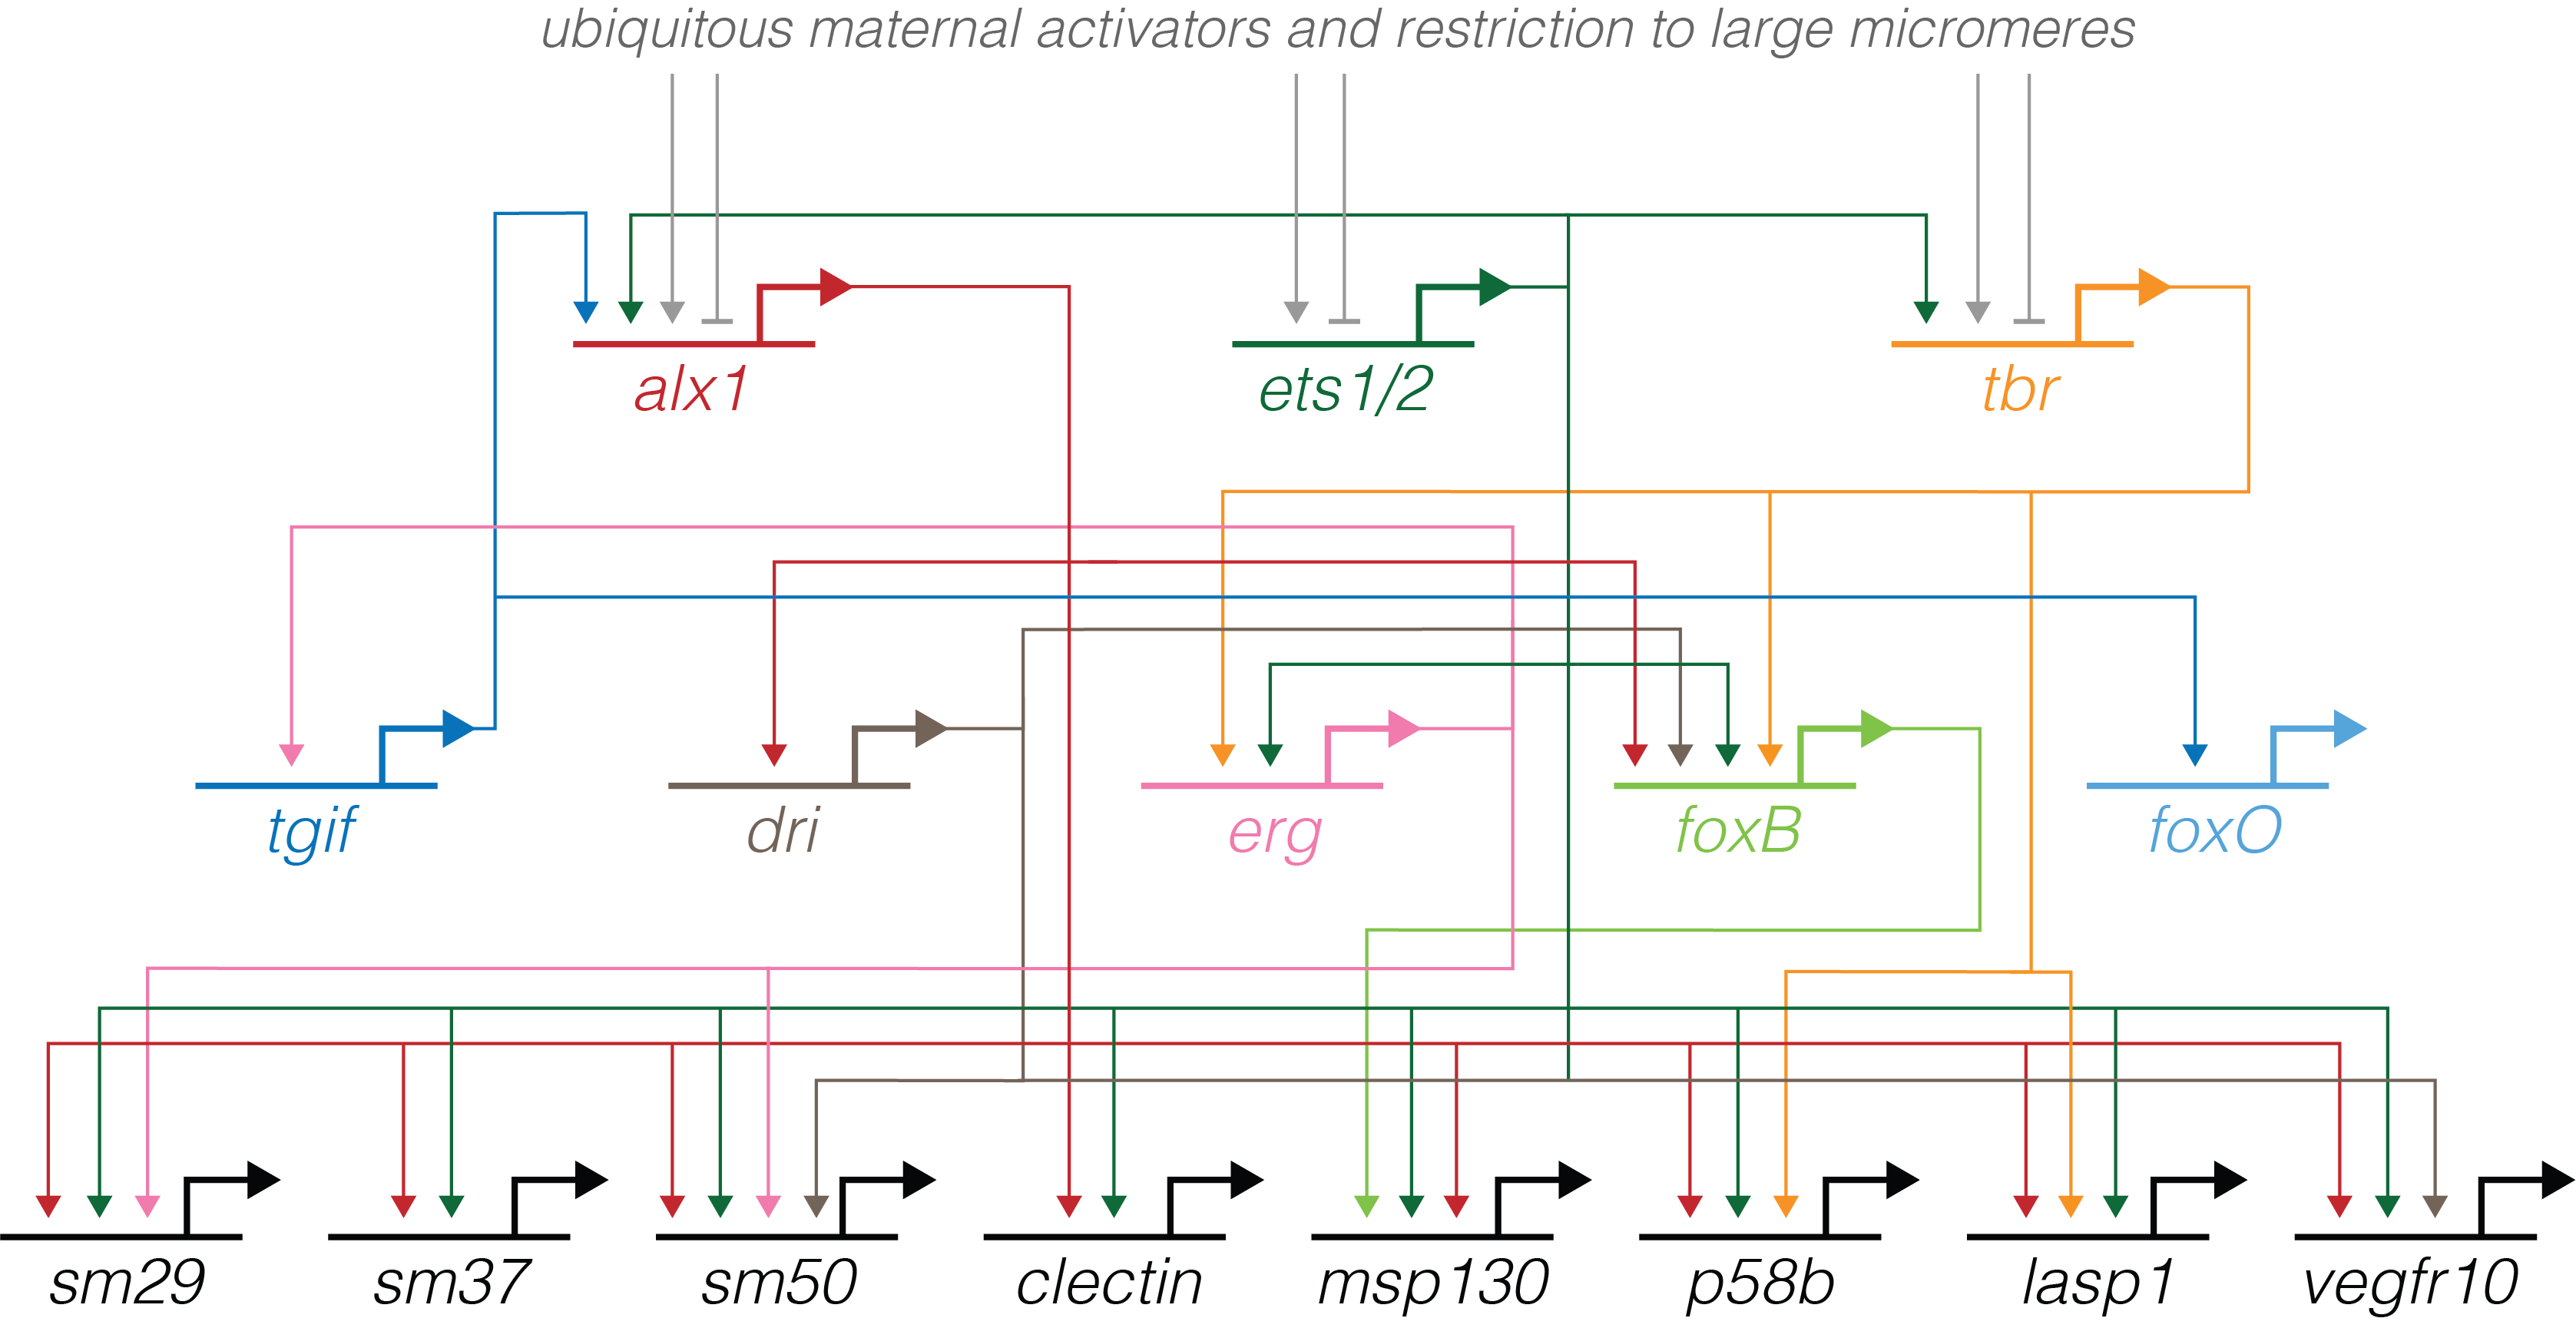 ubiquitous maternal activators and restriction to large micromeres
alx1 ets1/2 tbr
tgif dri erg foxB foxO
sm29 sm37 sm50 clectin msp130 p58b lasp1 vegfr10